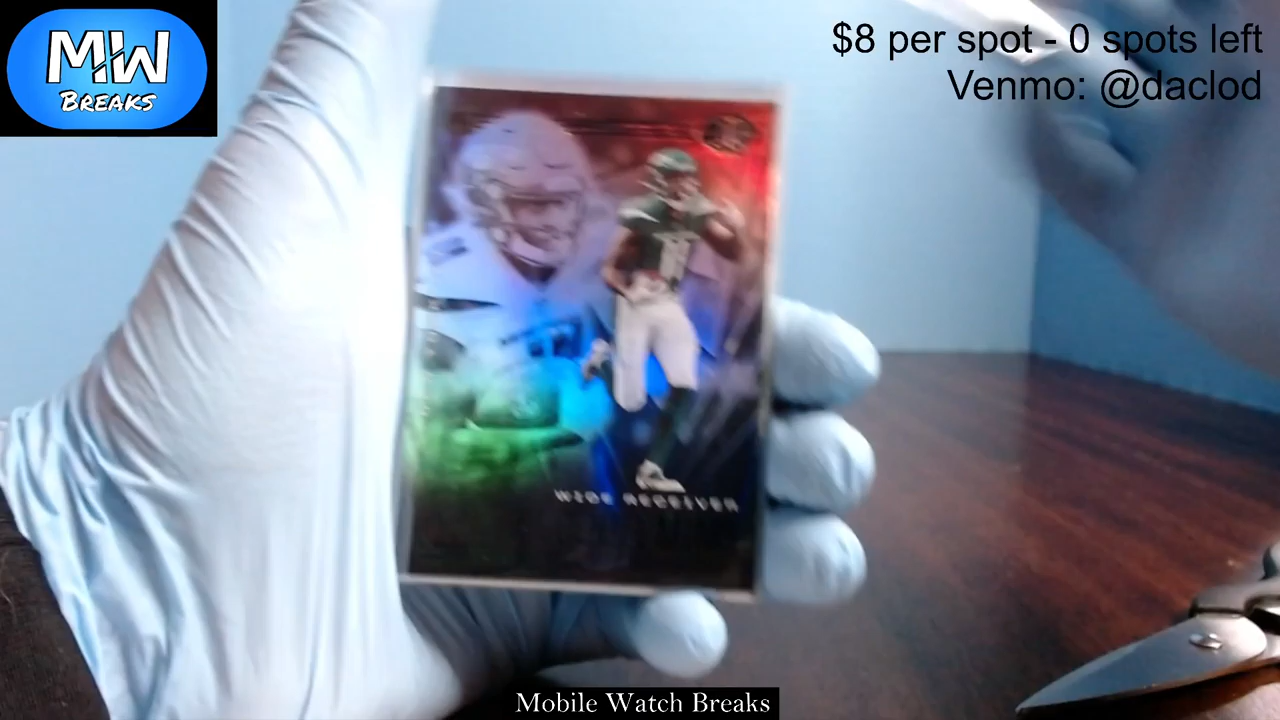 MW
BREAKS
$8 per spot - 0 spots left
Venmo: @daclod
WIDE RECEIVER
Mobile Watch Breaks